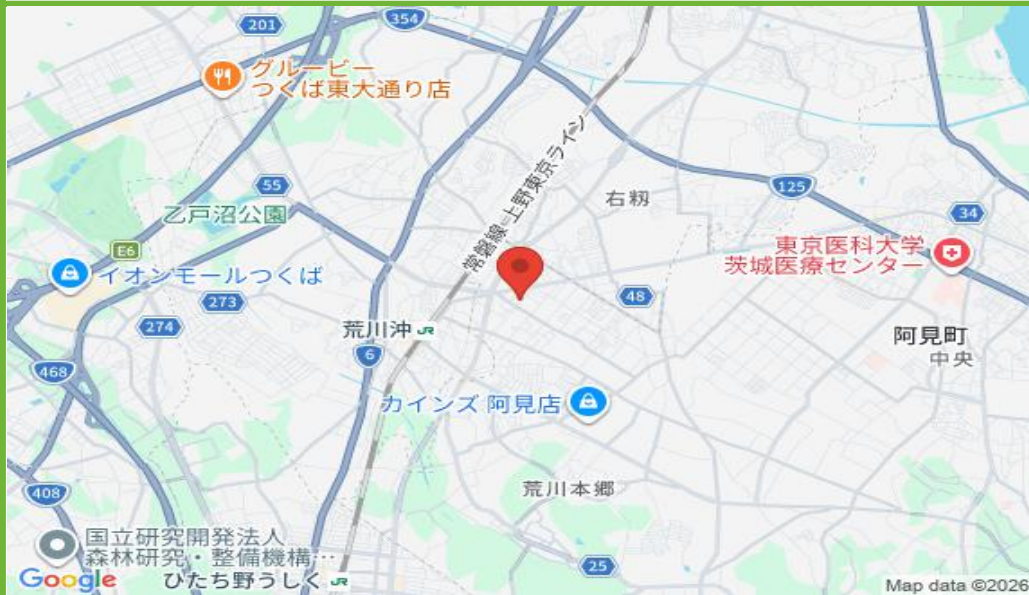 201
354
グルービー
つくば東大通り店
常磐線-上野東京ライン
55
乙戸沼公園
右籾
125
34
東京医科大学
茨城医療センター
E6
イオンモールつくば
273
274
48
荒川沖 JR
6
阿見町
中央
468
カインズ 阿見店
荒川本郷
408
国立研究開発法人
森林研究・整備機構…
25
Google
ひたち野うしく JR
Map data ©2026